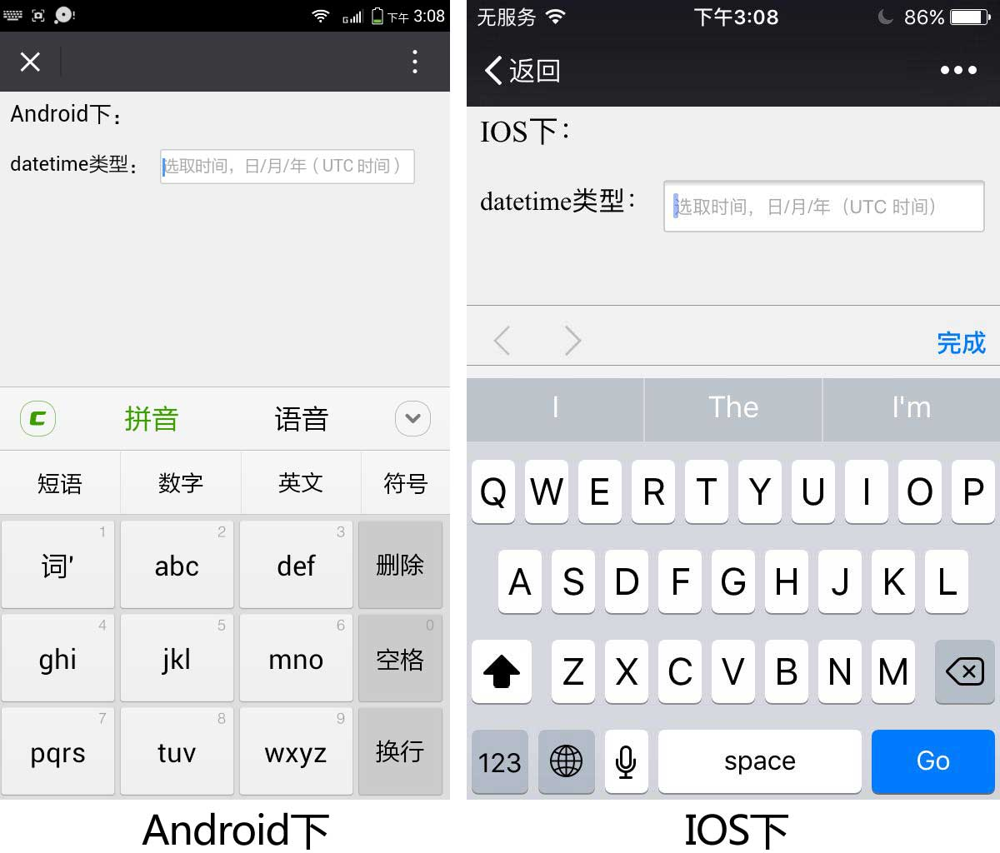 下午 3:08
Android下：
datetime类型：
选取时间，日/月/年（UTC 时间）
拼音 语音
短语 数字 英文 符号
1 2 3
词' abc def 删除
4 5 6 0
ghi jkl mno 空格
7 8 9
pqrs tuv wxyz 换行
Android下
无服务 下午3:08 86%
返回
IOS下：
datetime类型：
选取时间，日/月/年（UTC 时间）
完成
I The I'm
Q W E R T Y U I O P
A S D F G H J K L
Z X C V B N M
123 space Go
IOS下